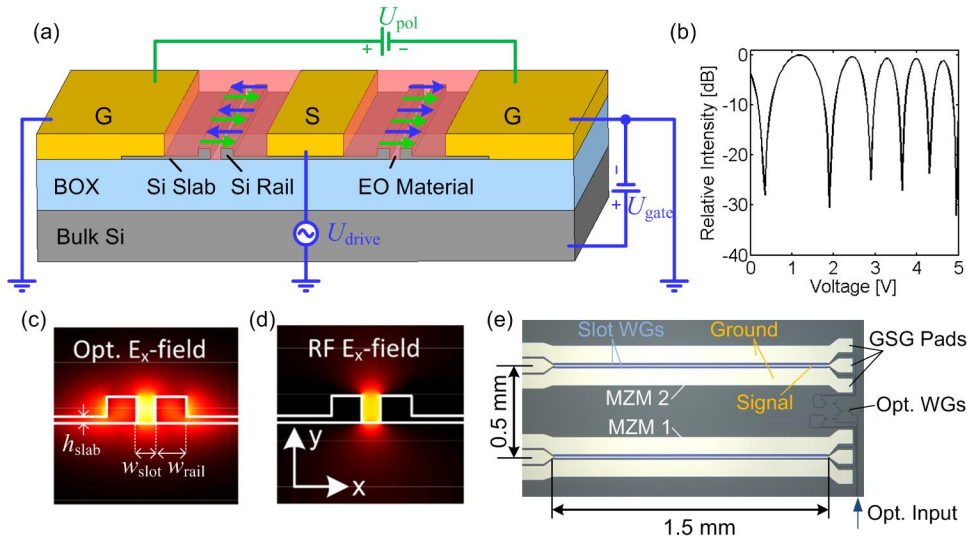 (a)
U_pol
+ −
G
S
G
Si Slab
Si Rail
EO Material
BOX
Bulk Si
U_drive
-
+
U_gate
(b)
Relative Intensity [dB]
0
-10
-20
-30
-40
0 1 2 3 4 5
Voltage [V]
(c)
Opt. E_x-field
h_slab
w_slot w_rail
(d)
RF E_x-field
y
x
(e)
Slot WGs
Ground
GSG Pads
MZM 2
Signal
Opt. WGs
MZM 1
0.5 mm
1.5 mm
Opt. Input